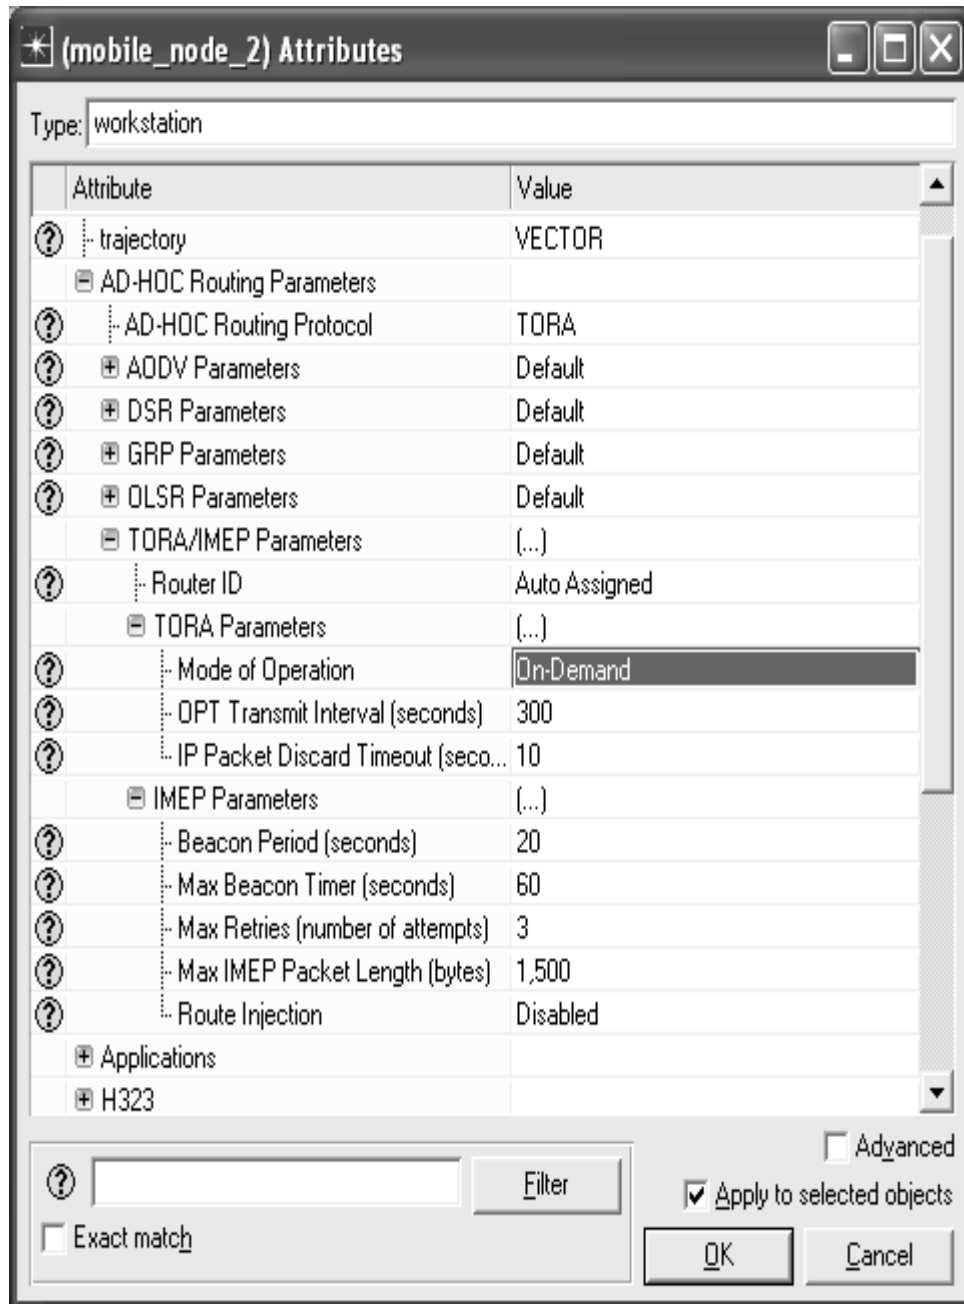 (mobile_node_2) Attributes
Type: workstation
Attribute Value
trajectory VECTOR
AD-HOC Routing Parameters
AD-HOC Routing Protocol TORA
AODV Parameters Default
DSR Parameters Default
GRP Parameters Default
OLSR Parameters Default
TORA/IMEP Parameters (...)
Router ID Auto Assigned
TORA Parameters (...)
Mode of Operation On-Demand
OPT Transmit Interval (seconds) 300
IP Packet Discard Timeout (seco... 10
IMEP Parameters (...)
Beacon Period (seconds) 20
Max Beacon Timer (seconds) 60
Max Retries (number of attempts) 3
Max IMEP Packet Length (bytes) 1,500
Route Injection Disabled
Applications
H323
Advanced
Filter
Apply to selected objects
Exact match
OK Cancel